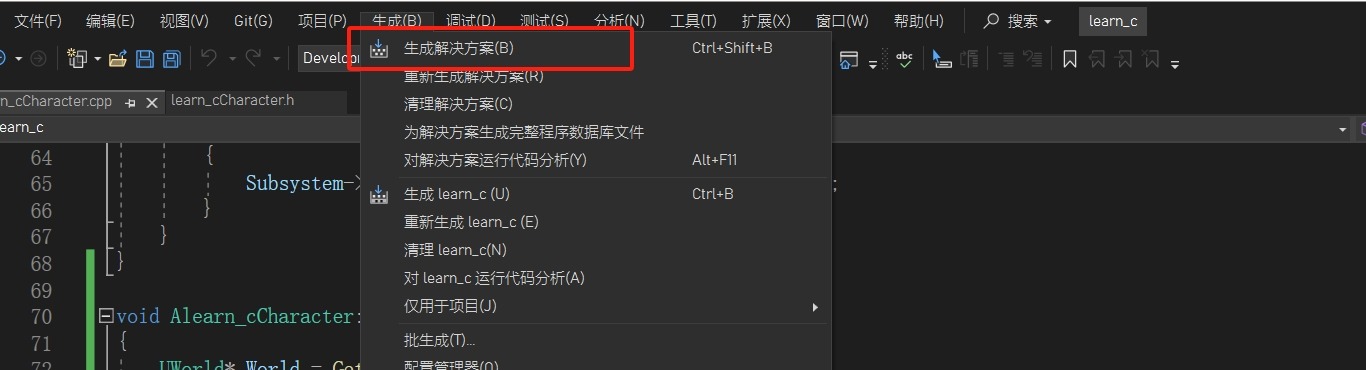 文件(F) 编辑(E) 视图(V) Git(G) 项目(P) 生成(B) 调试(D) 测试(S) 分析(N) 工具(T) 扩展(X) 窗口(W) 帮助(H) 搜索 learn_c
生成解决方案(B) Ctrl+Shift+B
Develop
abc
重新生成解决方案(R)
n_cCharacter.cpp learn_cCharacter.h
清理解决方案(C)
earn_c
为解决方案生成完整程序数据库文件
64 {
对解决方案运行代码分析(Y) Alt+F11
65 Subsystem-> ;
生成 learn_c (U) Ctrl+B
66 }
重新生成 learn_c (E)
67 }
清理 learn_c(N)
68 }
对 learn_c 运行代码分析(A)
69
仅用于项目(J)
70 void Alearn_cCharacter:
71 {
批生成(T)...
72 UWorld* World = Get
配置管理器(O)